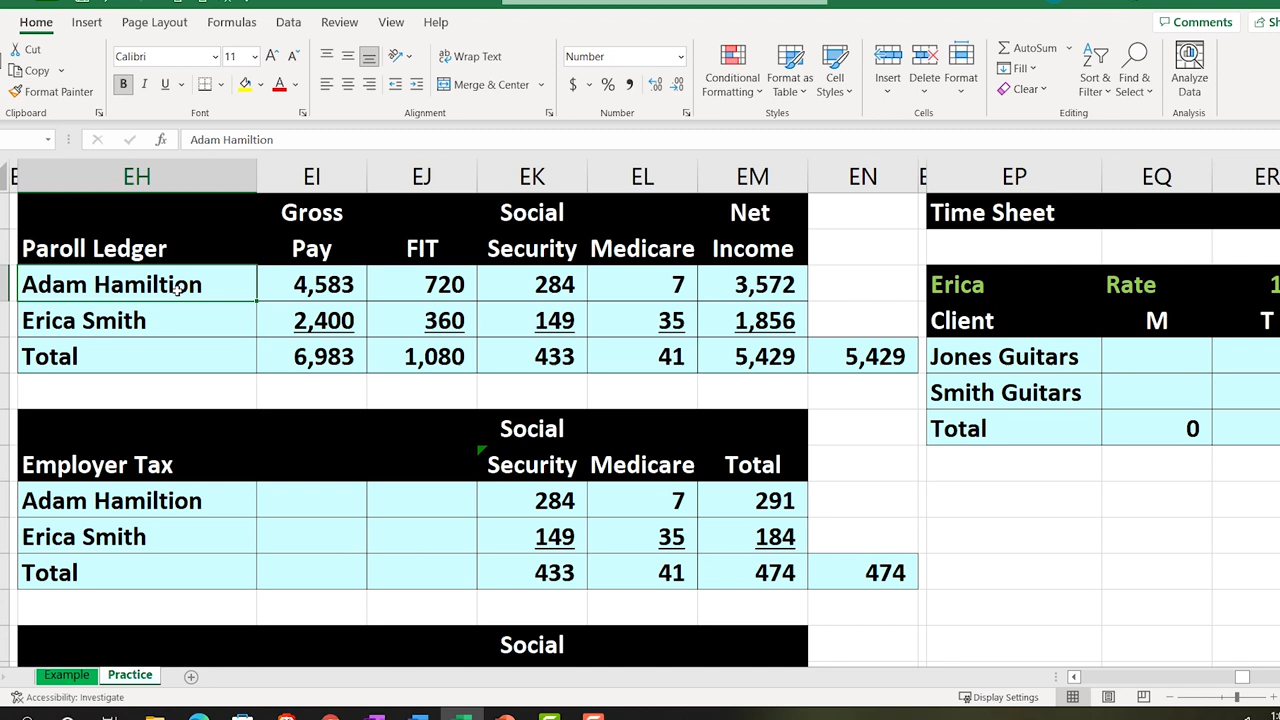 Home Insert Page Layout Formulas Data Review View Help Comments
Cut
Copy
Format Painter
Clipboard
Calibri 11
B I U
Font
Wrap Text
Merge & Center
Alignment
Number
$ % ,
Number
Conditional Formatting
Format as Table
Cell Styles
Styles
Insert Delete Format
Cells
AutoSum
Fill
Clear
Sort & Filter
Find & Select
Editing
Analyze Data
Analysis
fx Adam Hamiltion
EH EI EJ EK EL EM EN EP EQ
Gross Social Net Time Sheet
Paroll Ledger Pay FIT Security Medicare Income
Adam Hamiltion 4,583 720 284 7 3,572 Erica Rate
Erica Smith 2,400 360 149 35 1,856 Client M T
Total 6,983 1,080 433 41 5,429 5,429 Jones Guitars
Smith Guitars
Social Total 0
Employer Tax Security Medicare Total
Adam Hamiltion 284 7 291
Erica Smith 149 35 184
Total 433 41 474 474
Social
Example Practice
Accessibility: Investigate Display Settings